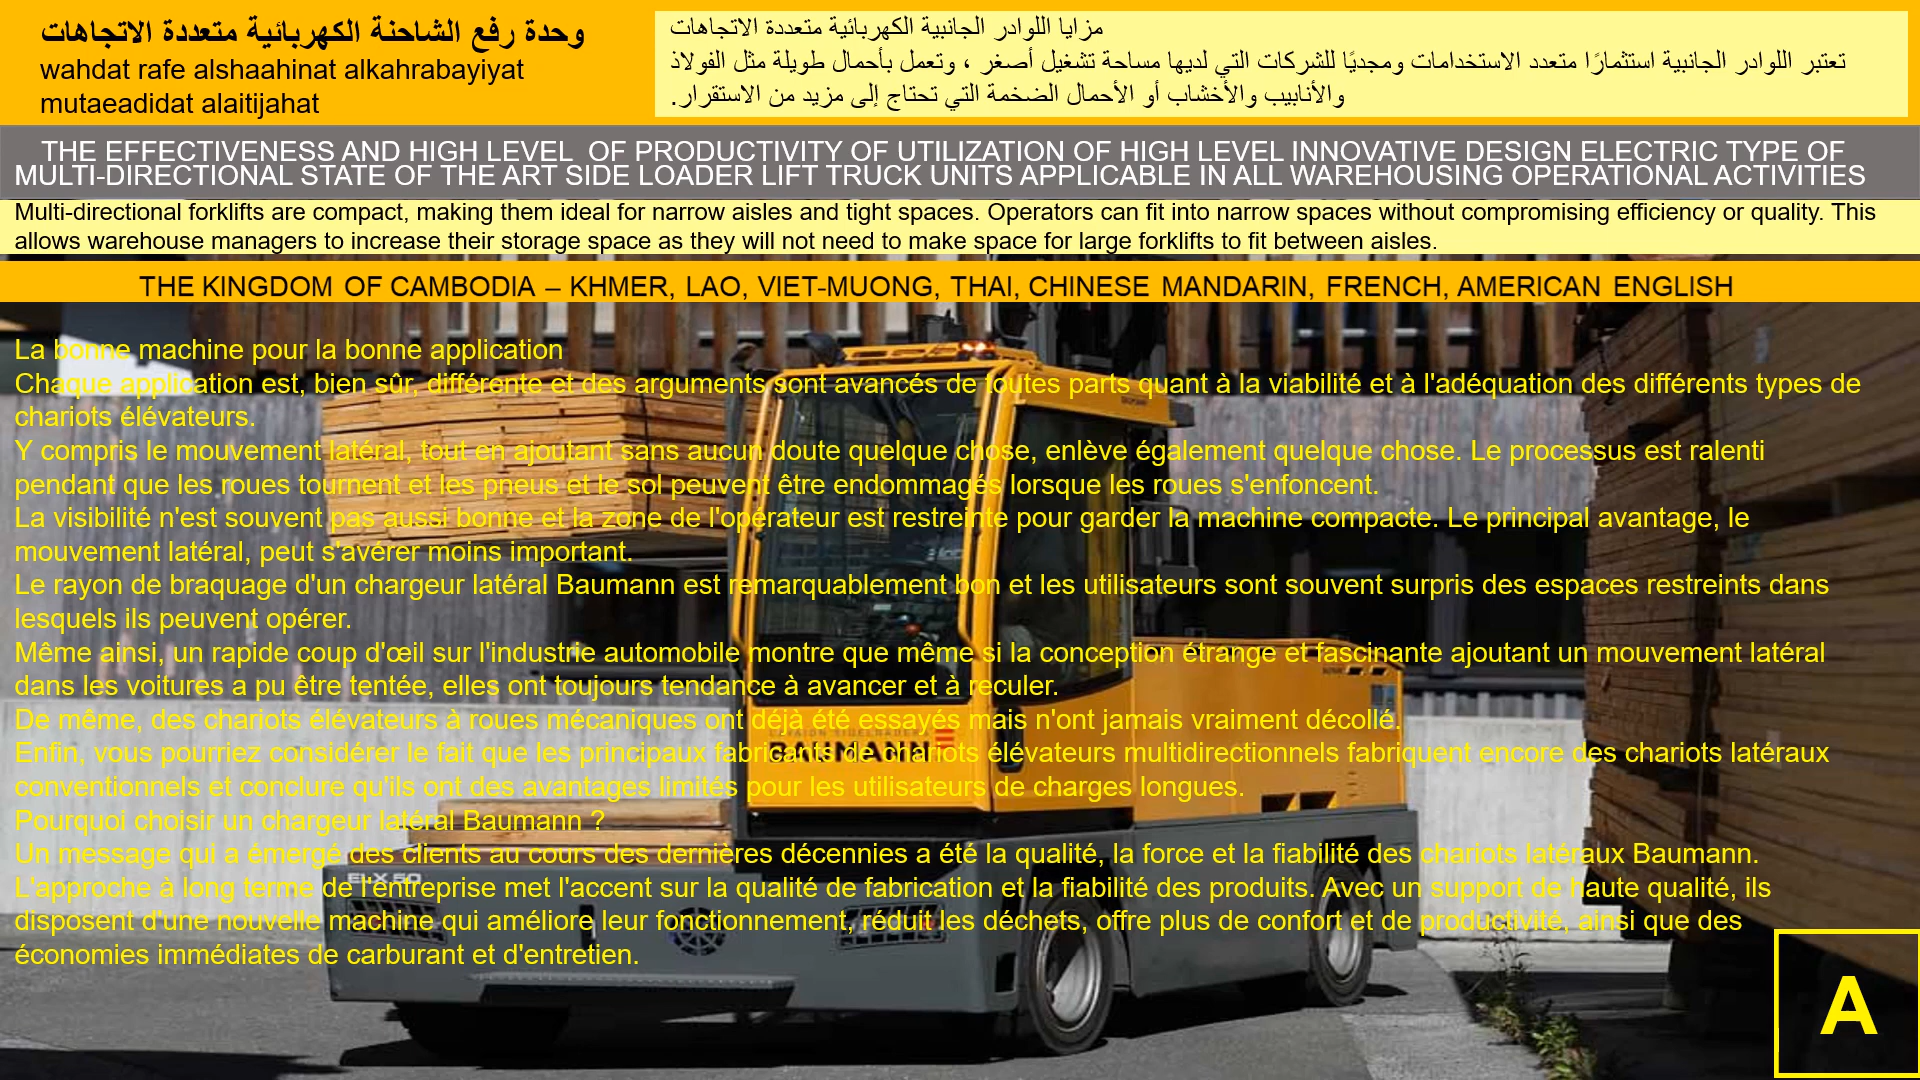 وحدة رفع الشاحنة الكهربائية متعددة الاتجاهات
wahdat rafe alshaahinat alkahrabayiyat
mutaeadidat alaitijahat
مزايا اللوادر الجانبية الكهربائية متعددة الاتجاهات
تعتبر اللوادر الجانبية استثمارًا متعدد الاستخدامات ومجديًا للشركات التي لديها مساحة تشغيل أصغر ، وتعمل بأحمال طويلة مثل الفولاذ
والأنابيب والأخشاب أو الأحمال الضخمة التي تحتاج إلى مزيد من الاستقرار.
THE EFFECTIVENESS AND HIGH LEVEL OF PRODUCTIVITY OF UTILIZATION OF HIGH LEVEL INNOVATIVE DESIGN ELECTRIC TYPE OF
MULTI-DIRECTIONAL STATE OF THE ART SIDE LOADER LIFT TRUCK UNITS APPLICABLE IN ALL WAREHOUSING OPERATIONAL ACTIVITIES
Multi-directional forklifts are compact, making them ideal for narrow aisles and tight spaces. Operators can fit into narrow spaces without compromising efficiency or quality. This
allows warehouse managers to increase their storage space as they will not need to make space for large forklifts to fit between aisles.
THE KINGDOM OF CAMBODIA – KHMER, LAO, VIET-MUONG, THAI, CHINESE MANDARIN, FRENCH, AMERICAN ENGLISH
La bonne machine pour la bonne application
Chaque application est, bien sûr, différente et des arguments sont avancés de toutes parts quant à la viabilité et à l'adéquation des différents types de
chariots élévateurs.
Y compris le mouvement latéral, tout en ajoutant sans aucun doute quelque chose, enlève également quelque chose. Le processus est ralenti
pendant que les roues tournent et les pneus et le sol peuvent être endommagés lorsque les roues s'enfoncent.
La visibilité n'est souvent pas aussi bonne et la zone de l'opérateur est restreinte pour garder la machine compacte. Le principal avantage, le
mouvement latéral, peut s'avérer moins important.
Le rayon de braquage d'un chargeur latéral Baumann est remarquablement bon et les utilisateurs sont souvent surpris des espaces restreints dans
lesquels ils peuvent opérer.
Même ainsi, un rapide coup d'œil sur l'industrie automobile montre que même si la conception étrange et fascinante ajoutant un mouvement latéral
dans les voitures a pu être tentée, elles ont toujours tendance à avancer et à reculer.
De même, des chariots élévateurs à roues mécaniques ont déjà été essayés mais n'ont jamais vraiment décollé.
Enfin, vous pourriez considérer le fait que les principaux fabricants de chariots élévateurs multidirectionnels fabriquent encore des chariots latéraux
conventionnels et conclure qu'ils ont des avantages limités pour les utilisateurs de charges longues.
Pourquoi choisir un chargeur latéral Baumann ?
Un message qui a émergé des clients au cours des dernières décennies a été la qualité, la force et la fiabilité des chariots latéraux Baumann.
ELX 50
L'approche à long terme de l'entreprise met l'accent sur la qualité de fabrication et la fiabilité des produits. Avec un support de haute qualité, ils
disposent d'une nouvelle machine qui améliore leur fonctionnement, réduit les déchets, offre plus de confort et de productivité, ainsi que des
économies immédiates de carburant et d'entretien.
A